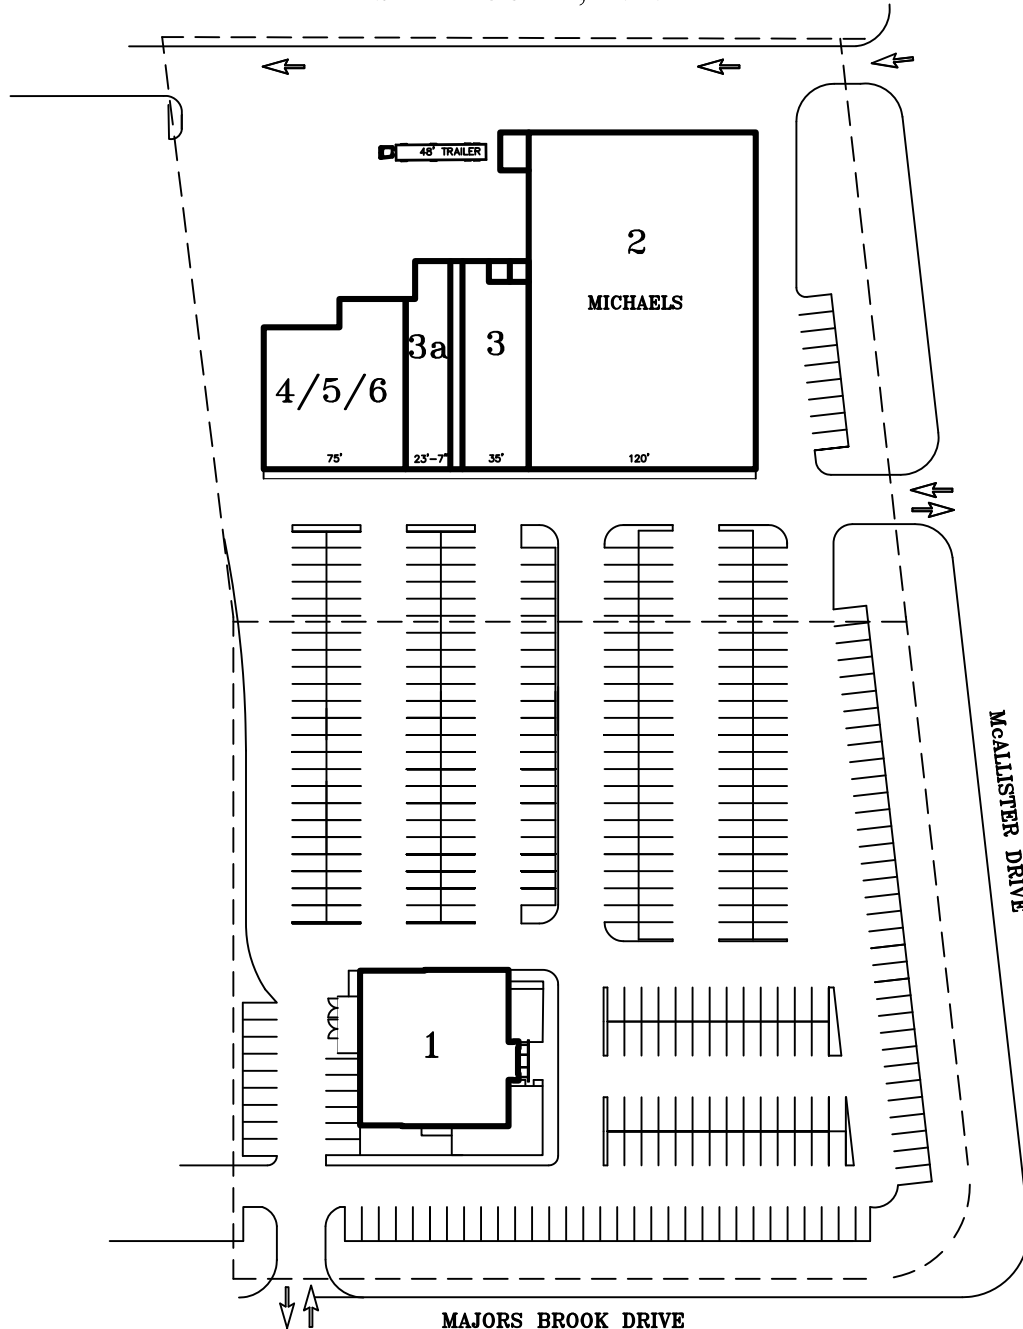 48' TRAILER
2
MICHAELS
3a
3
4/5/6
75'
23'-7"
35'
120'
McALLISTER DRIVE
1
MAJORS BROOK DRIVE